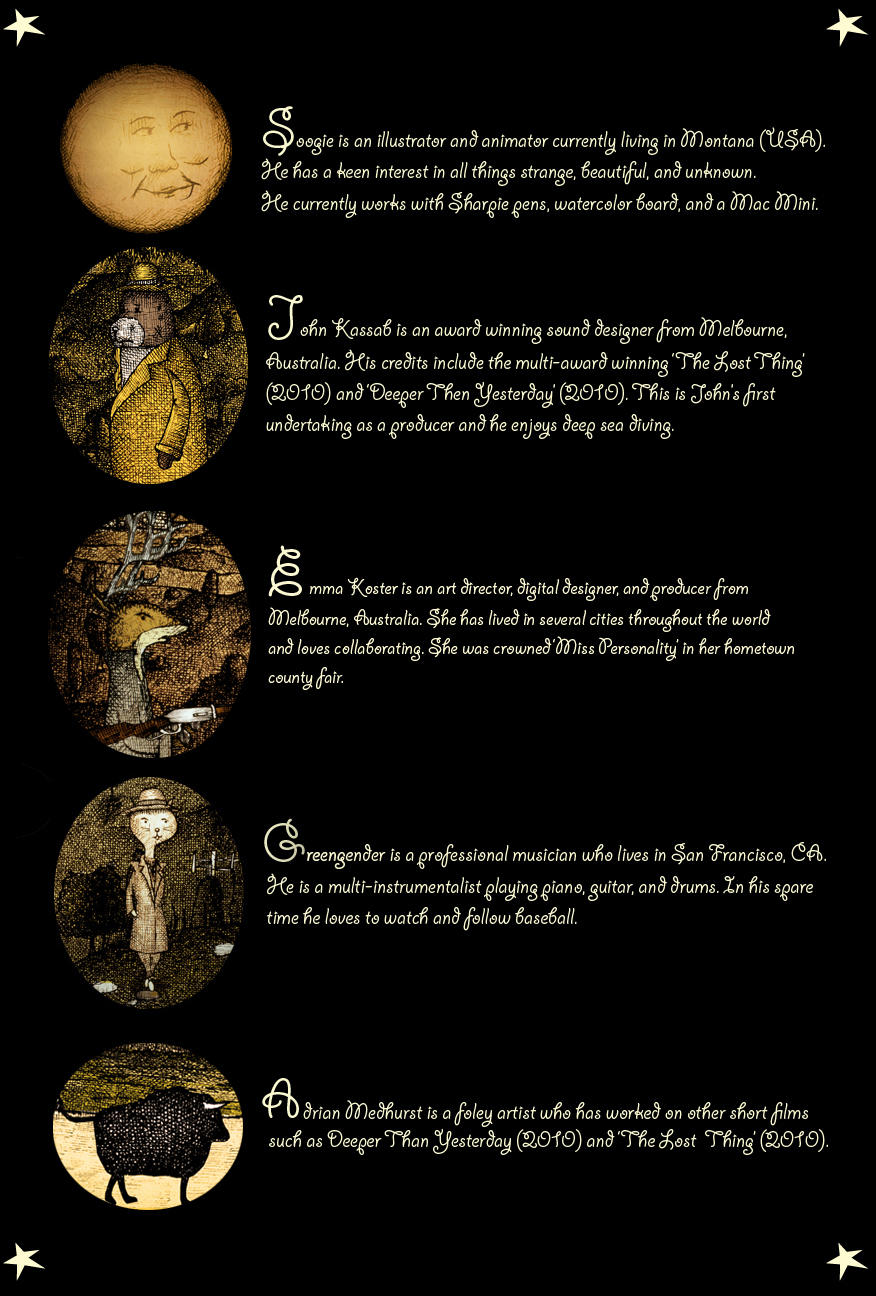 Soogie is an illustrator and animator currently living in Montana (USA).
He has a keen interest in all things strange, beautiful, and unknown.
He currently works with Sharpie pens, watercolor board, and a Mac Mini.
John Kassab is an award winning sound designer from Melbourne,
Australia. His credits include the multi-award winning 'The Lost Thing'
(2010) and 'Deeper Then Yesterday' (2010). This is John's first
undertaking as a producer and he enjoys deep sea diving.
Emma Koster is an art director, digital designer, and producer from
Melbourne, Australia. She has lived in several cities throughout the world
and loves collaborating. She was crowned 'Miss Personality' in her hometown
county fair.
Greengender is a professional musician who lives in San Francisco, CA.
He is a multi-instrumentalist playing piano, guitar, and drums. In his spare
time he loves to watch and follow baseball.
Adrian Medhurst is a foley artist who has worked on other short films
such as Deeper Than Yesterday (2010) and 'The Lost Thing' (2010).